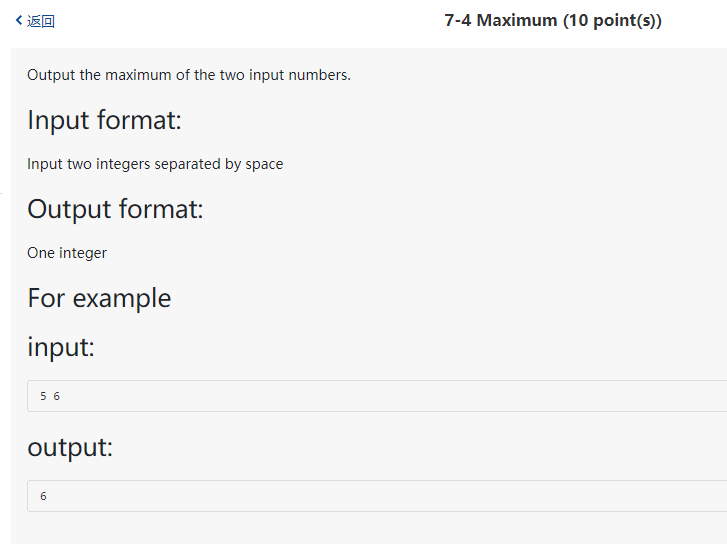 返回
7-4 Maximum (10 point(s))
Output the maximum of the two input numbers.
Input format:
Input two integers separated by space
Output format:
One integer
For example
input:
5 6
output:
6